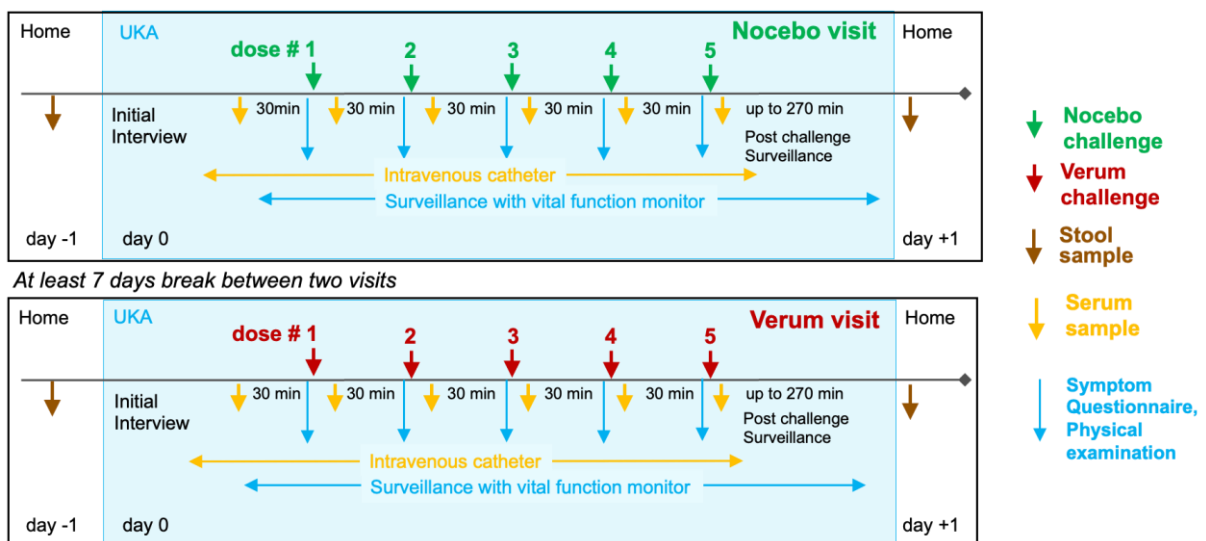 Home
UKA
Nocebo visit
Home
dose # 1
2
3
4
5
Initial
Interview
30min
30 min
30 min
30 min
30 min
up to 270 min
Post challenge
Surveillance
Intravenous catheter
Surveillance with vital function monitor
day -1
day 0
day +1
At least 7 days break between two visits
Home
UKA
Verum visit
Home
dose # 1
2
3
4
5
Initial
Interview
30 min
30 min
30 min
30 min
30 min
up to 270 min
Post challenge
Surveillance
Intravenous catheter
Surveillance with vital function monitor
day -1
day 0
day +1
Nocebo
challenge
Verum
challenge
Stool
sample
Serum
sample
Symptom
Questionnaire,
Physical
examination